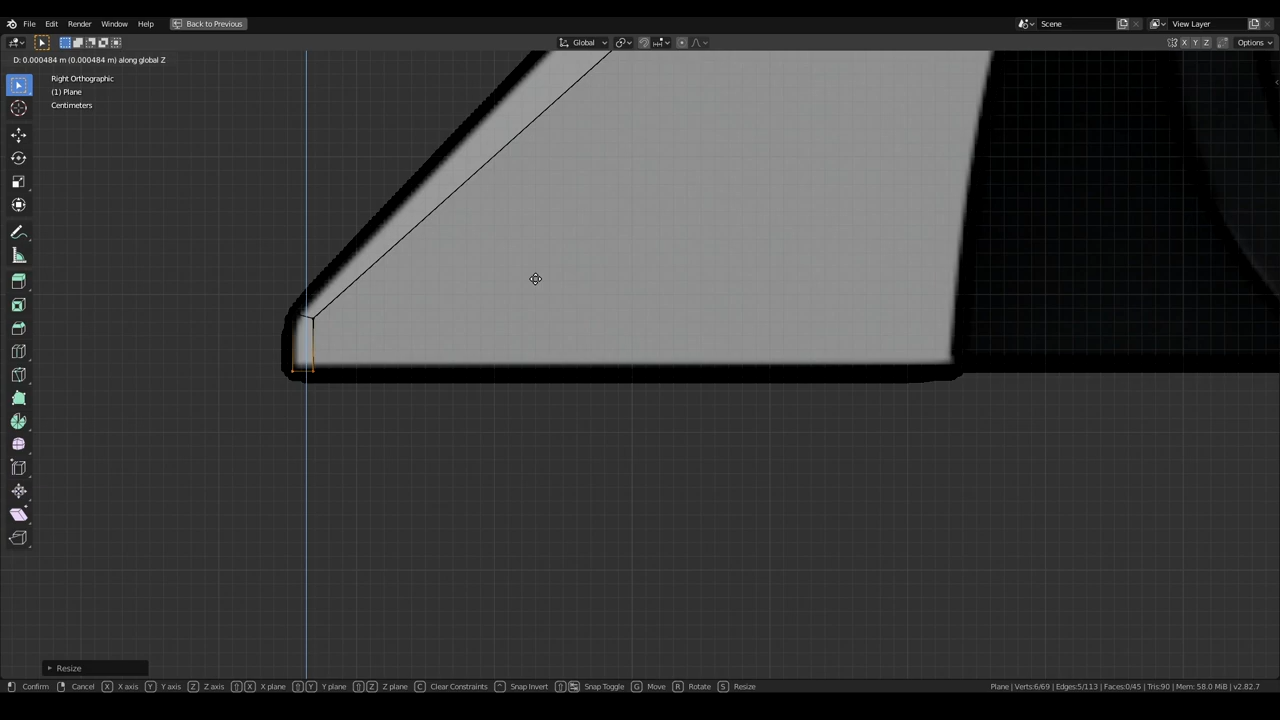 File Edit Render Window Help Back to Previous Scene View Layer
Global X Y Z Options
D: 0.000484 m (0.000484 m) along global Z
Right Orthographic
(1) Plane
Centimeters
Resize
Confirm Cancel X X axis Y Y axis Z Z axis X X plane Y Y plane Z Z plane C Clear Constraints Snap Invert Snap Toggle G Move R Rotate S Resize Plane | Verts:6/69 | Edges:5/113 | Faces:0/45 | Tris:90 | Mem: 58.0 MiB | v2.82.7